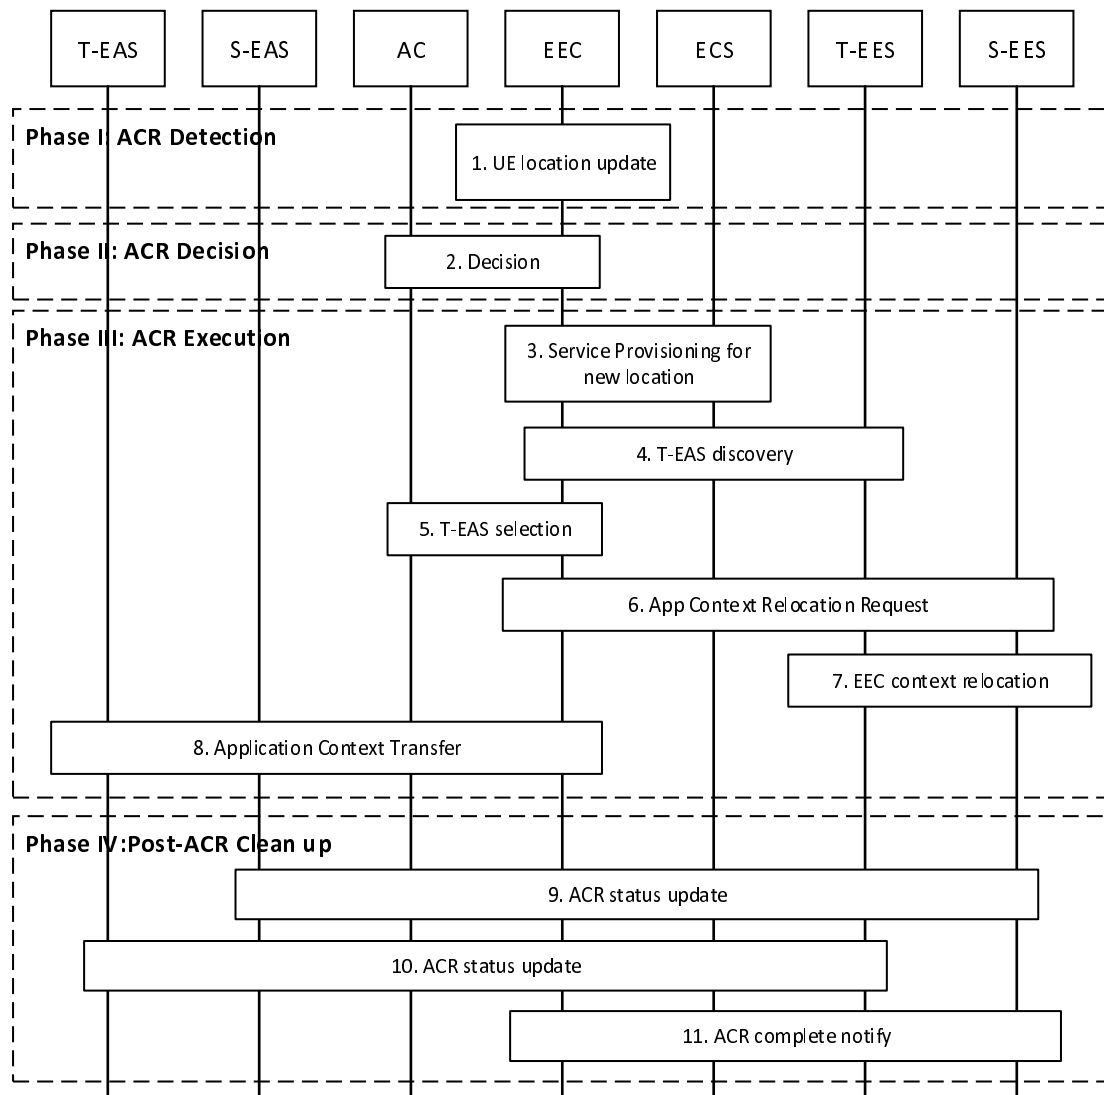 T-EAS
S-EAS
AC
EEC
ECS
T-EES
S-EES
Phase I: ACR Detection
1. UE location update
Phase II: ACR Decision
2. Decision
Phase III: ACR Execution
3. Service Provisioning for
new location
4. T-EAS discovery
5. T-EAS selection
6. App Context Relocation Request
7. EEC context relocation
8. Application Context Transfer
Phase IV:Post-ACR Clean up
9. ACR status update
10. ACR status update
11. ACR complete notify